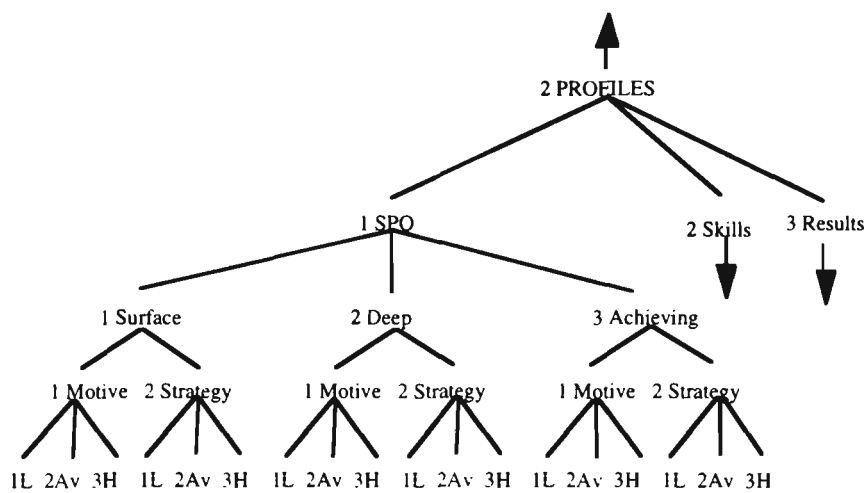 2 PROFILES
1 SPQ 2 Skills 3 Results
1 Surface 2 Deep 3 Achieving
1 Motive 2 Strategy 1 Motive 2 Strategy 1 Motive 2 Strategy
1L 2Av 3H 1L 2Av 3H 1L 2Av 3H 1L 2Av 3H 1L 2Av 3H 1L 2Av 3H